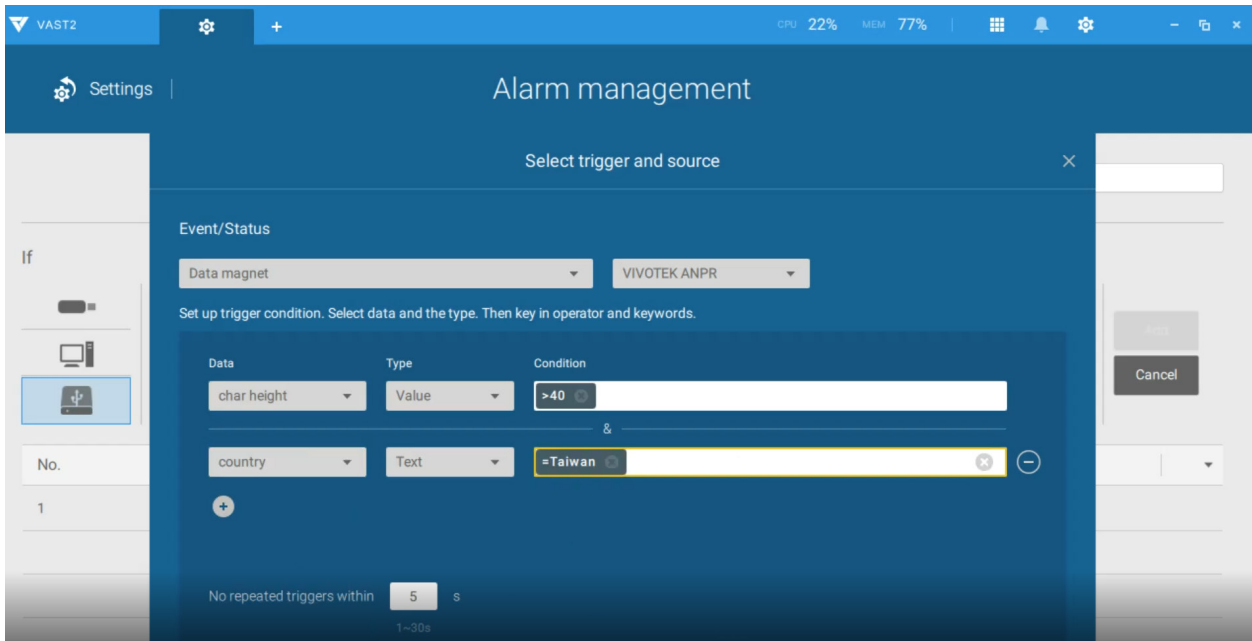 VAST2 + CPU 22% MEM 77%
Settings
Alarm management
Select trigger and source
Event/Status
If
Data magnet VIVOTEK ANPR
Set up trigger condition. Select data and the type. Then key in operator and keywords.
Add
Data Type Condition
Cancel
char height Value >40
&
No. country Text =Taiwan
1
No repeated triggers within 5 s
1~30s